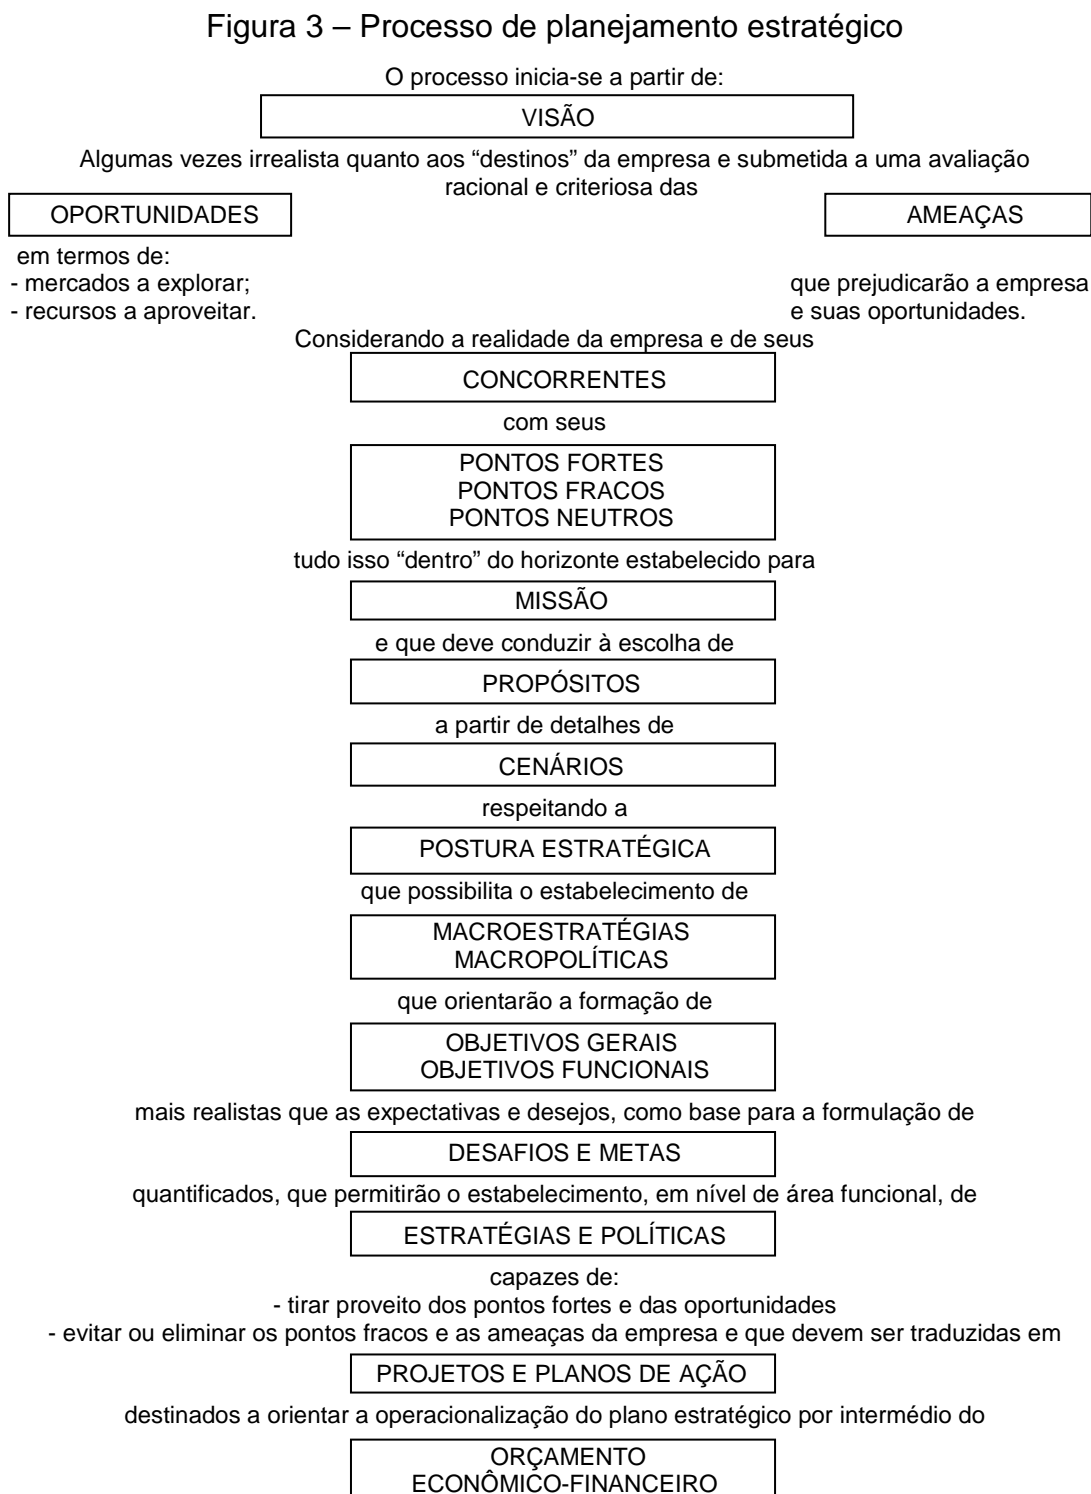 Figura 3 – Processo de planejamento estratégico
O processo inicia-se a partir de:
VISÃO
Algumas vezes irrealista quanto aos “destinos” da empresa e submetida a uma avaliação
racional e criteriosa das
OPORTUNIDADES
AMEAÇAS
em termos de:
- mercados a explorar;
- recursos a aproveitar.
que prejudicarão a empresa
e suas oportunidades.
Considerando a realidade da empresa e de seus
CONCORRENTES
com seus
PONTOS FORTES
PONTOS FRACOS
PONTOS NEUTROS
tudo isso “dentro” do horizonte estabelecido para
MISSÃO
e que deve conduzir à escolha de
PROPÓSITOS
a partir de detalhes de
CENÁRIOS
respeitando a
POSTURA ESTRATÉGICA
que possibilita o estabelecimento de
MACROESTRATÉGIAS
MACROPOLÍTICAS
que orientarão a formação de
OBJETIVOS GERAIS
OBJETIVOS FUNCIONAIS
mais realistas que as expectativas e desejos, como base para a formulação de
DESAFIOS E METAS
quantificados, que permitirão o estabelecimento, em nível de área funcional, de
ESTRATÉGIAS E POLÍTICAS
capazes de:
- tirar proveito dos pontos fortes e das oportunidades
- evitar ou eliminar os pontos fracos e as ameaças da empresa e que devem ser traduzidas em
PROJETOS E PLANOS DE AÇÃO
destinados a orientar a operacionalização do plano estratégico por intermédio do
ORÇAMENTO
ECONÔMICO-FINANCEIRO